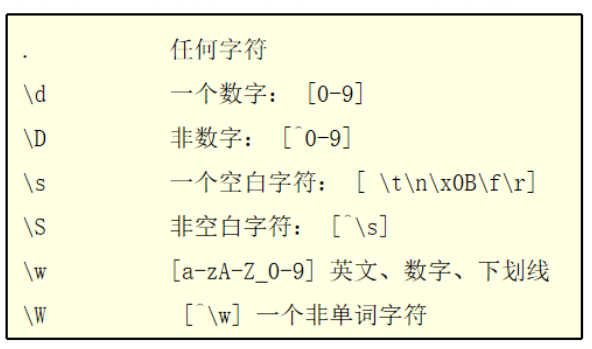 . 任何字符
\d 一个数字： [0-9]
\D 非数字： [^0-9]
\s 一个空白字符： [ \t\n\x0B\f\r]
\S 非空白字符： [^\s]
\w [a-zA-Z_0-9] 英文、数字、下划线
\W [^\w] 一个非单词字符